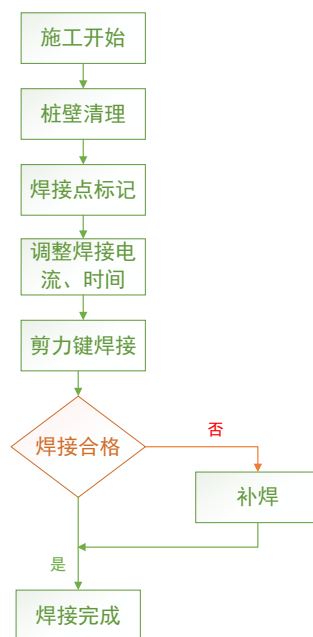 施工开始
桩壁清理
焊接点标记
调整焊接电
流、时间
剪力键焊接
焊接合格
否
补焊
是
焊接完成